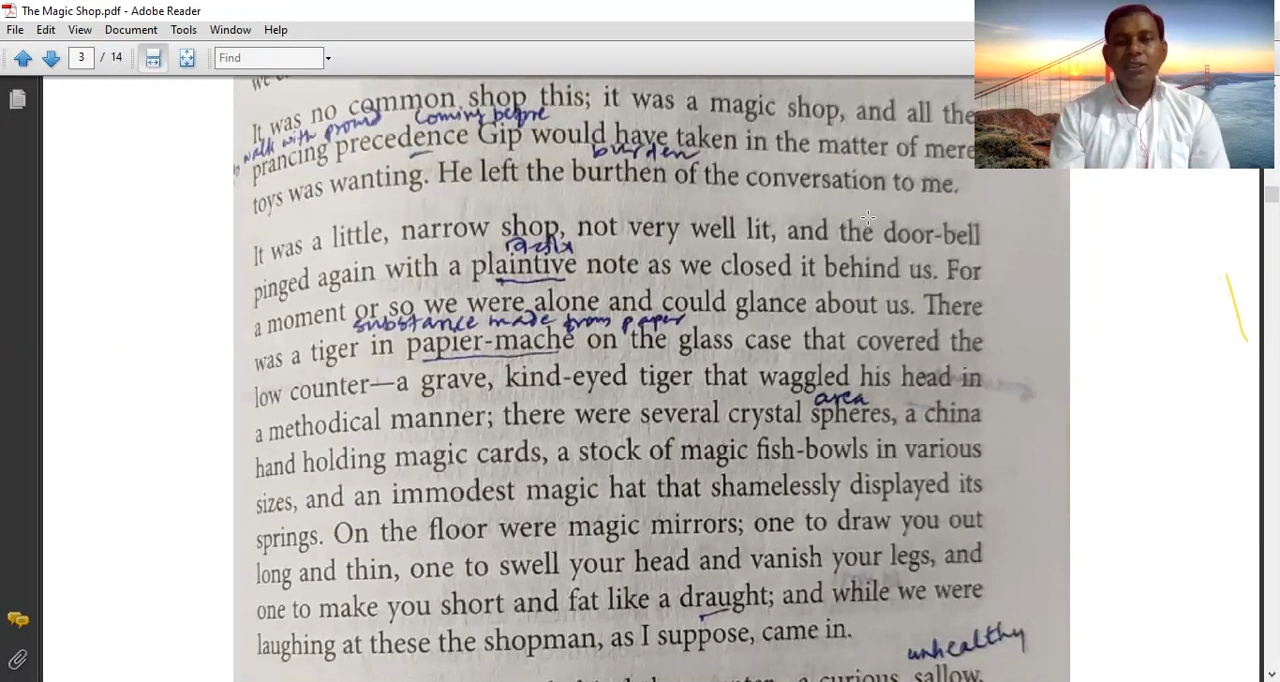 The Magic Shop.pdf - Adobe Reader
File Edit View Document Tools Window Help
3 / 14 Find
It was no common shop this; it was a magic shop, and all the
walk with proud coming before
prancing precedence Gip would have taken in the matter of mere
burden
toys was wanting. He left the burthen of the conversation to me.
It was a little, narrow shop, not very well lit, and the door-bell
pinged again with a plaintive note as we closed it behind us. For
a moment or so we were alone and could glance about us. There
substance made from paper
was a tiger in papier-mache on the glass case that covered the
low counter—a grave, kind-eyed tiger that waggled his head in
area
a methodical manner; there were several crystal spheres, a china
hand holding magic cards, a stock of magic fish-bowls in various
sizes, and an immodest magic hat that shamelessly displayed its
springs. On the floor were magic mirrors; one to draw you out
long and thin, one to swell your head and vanish your legs, and
one to make you short and fat like a draught; and while we were
laughing at these the shopman, as I suppose, came in.
unhealthy
curious sallow,